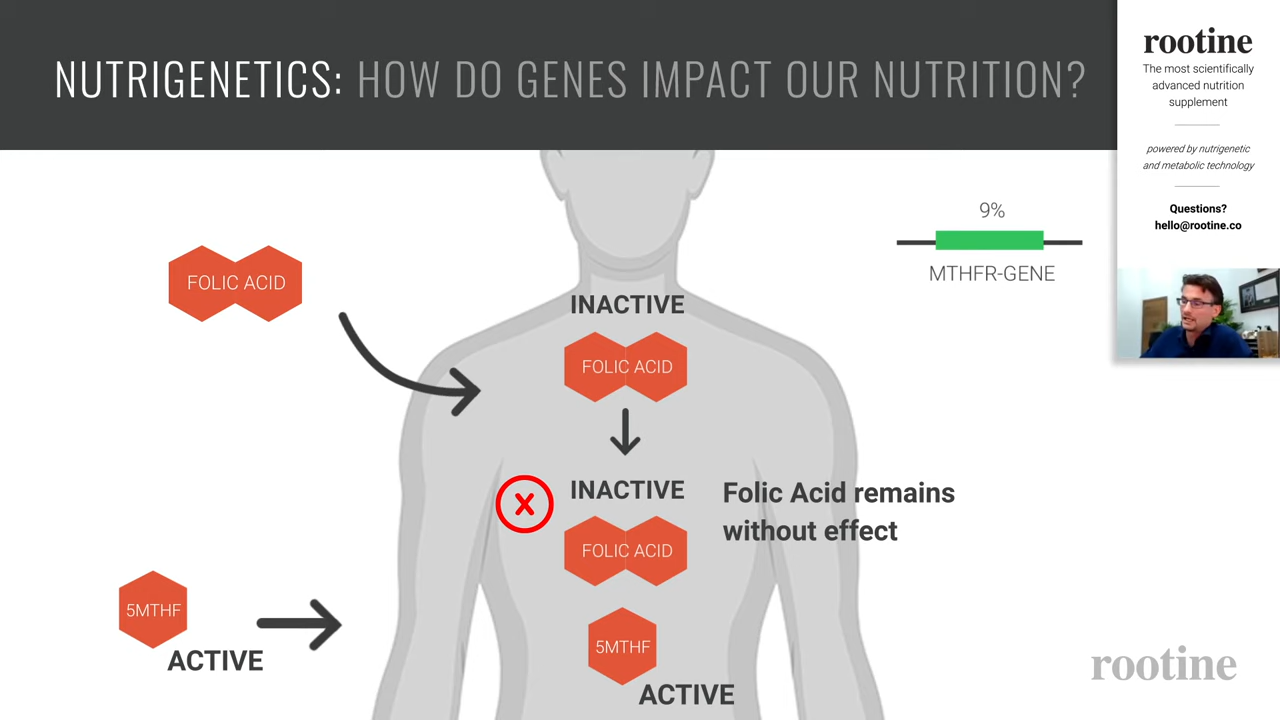 NUTRIGENETICS: HOW DO GENES IMPACT OUR NUTRITION?
rootine
The most scientifically
advanced nutrition
supplement
powered by nutrigenetic
and metabolic technology
Questions?
hello@rootine.co
9%
MTHFR-GENE
FOLIC ACID
INACTIVE
FOLIC ACID
INACTIVE
FOLIC ACID
Folic Acid remains
without effect
X
5MTHF
ACTIVE
5MTHF
ACTIVE
rootine